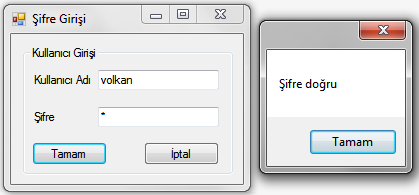 Şifre Girişi
Kullanıcı Girişi
Kullanıcı Adı volkan
Şifre *
Tamam İptal
Şifre doğru
Tamam